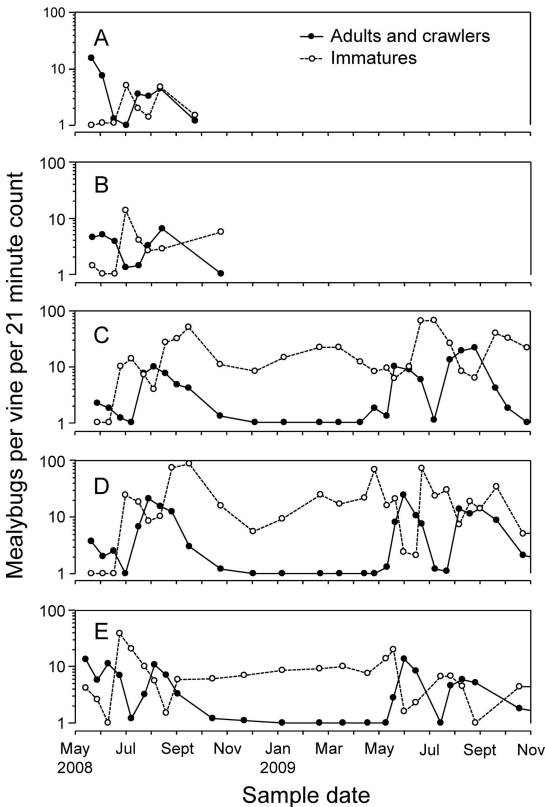 A
Adults and crawlers
Immatures
100
10
1
B
100
10
1
Mealybugs per vine per 21 minute count
C
100
10
1
D
100
10
1
E
100
10
1
May Jul Sept Nov Jan Mar May Jul Sept Nov
2008 2009
Sample date